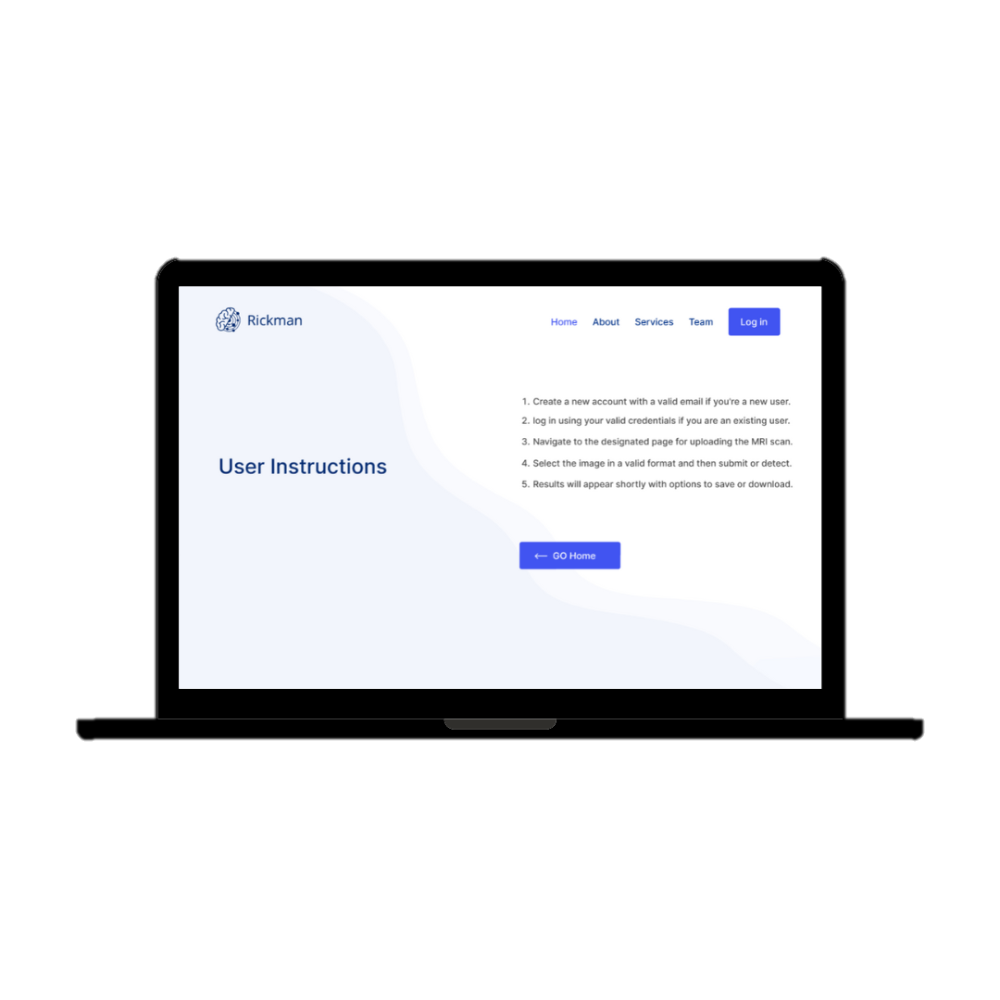 Rickman
Home About Services Team Log in
1. Create a new account with a valid email if you're a new user.
2. log in using your valid credentials if you are an existing user.
3. Navigate to the designated page for uploading the MRI scan.
User Instructions
4. Select the image in a valid format and then submit or detect.
5. Results will appear shortly with options to save or download.
GO Home